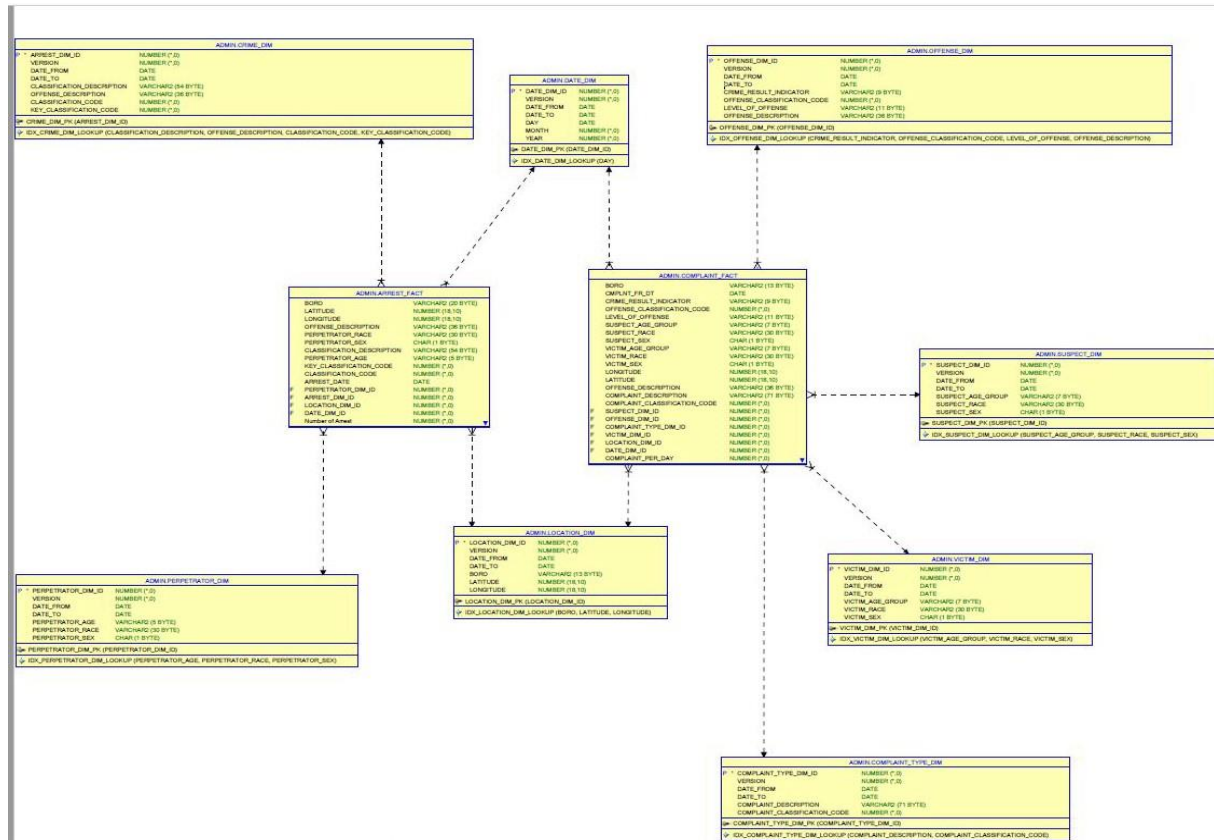 ADMIN.CRIME_DIM
P * ARREST_DIM_ID NUMBER (*,0)
VERSION NUMBER (*,0)
DATE_FROM DATE
DATE_TO DATE
CLASSIFICATION_DESCRIPTION VARCHAR2 (54 BYTE)
OFFENSE_DESCRIPTION VARCHAR2 (36 BYTE)
CLASSIFICATION_CODE NUMBER (*,0)
KEY_CLASSIFICATION_CODE NUMBER (*,0)
CRIME_DIM_PK (ARREST_DIM_ID)
IDX_CRIME_DIM_LOOKUP (CLASSIFICATION_DESCRIPTION, OFFENSE_DESCRIPTION, CLASSIFICATION_CODE, KEY_CLASSIFICATION_CODE)
ADMIN.DATE_DIM
P * DATE_DIM_ID NUMBER (*,0)
VERSION NUMBER (*,0)
DATE_FROM DATE
DATE_TO DATE
DAY DATE
MONTH NUMBER (*,0)
YEAR NUMBER (*,0)
DATE_DIM_PK (DATE_DIM_ID)
IDX_DATE_DIM_LOOKUP (DAY)
ADMIN.OFFENSE_DIM
P * OFFENSE_DIM_ID NUMBER (*,0)
VERSION NUMBER (*,0)
DATE_FROM DATE
DATE_TO DATE
CRIME_RESULT_INDICATOR VARCHAR2 (9 BYTE)
OFFENSE_CLASSIFICATION_CODE NUMBER (*,0)
LEVEL_OF_OFFENSE VARCHAR2 (11 BYTE)
OFFENSE_DESCRIPTION VARCHAR2 (36 BYTE)
OFFENSE_DIM_PK (OFFENSE_DIM_ID)
IDX_OFFENSE_DIM_LOOKUP (CRIME_RESULT_INDICATOR, OFFENSE_CLASSIFICATION_CODE, LEVEL_OF_OFFENSE, OFFENSE_DESCRIPTION)
ADMIN.ARREST_FACT
BORO VARCHAR2 (20 BYTE)
LATITUDE NUMBER (18,10)
LONGITUDE NUMBER (18,10)
OFFENSE_DESCRIPTION VARCHAR2 (36 BYTE)
PERPETRATOR_RACE VARCHAR2 (30 BYTE)
PERPETRATOR_SEX CHAR (1 BYTE)
CLASSIFICATION_DESCRIPTION VARCHAR2 (54 BYTE)
PERPETRATOR_AGE VARCHAR2 (5 BYTE)
KEY_CLASSIFICATION_CODE NUMBER (*,0)
CLASSIFICATION_CODE NUMBER (*,0)
ARREST_DATE DATE
F PERPETRATOR_DIM_ID NUMBER (*,0)
F ARREST_DIM_ID NUMBER (*,0)
F LOCATION_DIM_ID NUMBER (*,0)
F DATE_DIM_ID NUMBER (*,0)
Number of Arrest NUMBER (*,0)
ADMIN.COMPLAINT_FACT
BORO VARCHAR2 (13 BYTE)
CMPLNT_FR_DT DATE
CRIME_RESULT_INDICATOR VARCHAR2 (9 BYTE)
OFFENSE_CLASSIFICATION_CODE NUMBER (*,0)
LEVEL_OF_OFFENSE VARCHAR2 (11 BYTE)
SUSPECT_AGE_GROUP VARCHAR2 (7 BYTE)
SUSPECT_RACE VARCHAR2 (30 BYTE)
SUSPECT_SEX CHAR (1 BYTE)
VICTIM_AGE_GROUP VARCHAR2 (7 BYTE)
VICTIM_RACE VARCHAR2 (30 BYTE)
VICTIM_SEX CHAR (1 BYTE)
LONGITUDE NUMBER (18,10)
LATITUDE NUMBER (18,10)
OFFENSE_DESCRIPTION VARCHAR2 (36 BYTE)
COMPLAINT_DESCRIPTION VARCHAR2 (71 BYTE)
COMPLAINT_CLASSIFICATION_CODE NUMBER (*,0)
F SUSPECT_DIM_ID NUMBER (*,0)
F OFFENSE_DIM_ID NUMBER (*,0)
F COMPLAINT_TYPE_DIM_ID NUMBER (*,0)
F VICTIM_DIM_ID NUMBER (*,0)
F LOCATION_DIM_ID NUMBER (*,0)
F DATE_DIM_ID NUMBER (*,0)
COMPLAINT_PER_DAY NUMBER (*,0)
ADMIN.SUSPECT_DIM
P * SUSPECT_DIM_ID NUMBER (*,0)
VERSION NUMBER (*,0)
DATE_FROM DATE
DATE_TO DATE
SUSPECT_AGE_GROUP VARCHAR2 (7 BYTE)
SUSPECT_RACE VARCHAR2 (30 BYTE)
SUSPECT_SEX CHAR (1 BYTE)
SUSPECT_DIM_PK (SUSPECT_DIM_ID)
IDX_SUSPECT_DIM_LOOKUP (SUSPECT_AGE_GROUP, SUSPECT_RACE, SUSPECT_SEX)
ADMIN.LOCATION_DIM
P * LOCATION_DIM_ID NUMBER (*,0)
VERSION NUMBER (*,0)
DATE_FROM DATE
DATE_TO DATE
BORO VARCHAR2 (13 BYTE)
LATITUDE NUMBER (18,10)
LONGITUDE NUMBER (18,10)
LOCATION_DIM_PK (LOCATION_DIM_ID)
IDX_LOCATION_DIM_LOOKUP (BORO, LATITUDE, LONGITUDE)
ADMIN.VICTIM_DIM
P * VICTIM_DIM_ID NUMBER (*,0)
VERSION NUMBER (*,0)
DATE_FROM DATE
DATE_TO DATE
VICTIM_AGE_GROUP VARCHAR2 (7 BYTE)
VICTIM_RACE VARCHAR2 (30 BYTE)
VICTIM_SEX CHAR (1 BYTE)
VICTIM_DIM_PK (VICTIM_DIM_ID)
IDX_VICTIM_DIM_LOOKUP (VICTIM_AGE_GROUP, VICTIM_RACE, VICTIM_SEX)
ADMIN.PERPETRATOR_DIM
P * PERPETRATOR_DIM_ID NUMBER (*,0)
VERSION NUMBER (*,0)
DATE_FROM DATE
DATE_TO DATE
PERPETRATOR_AGE VARCHAR2 (5 BYTE)
PERPETRATOR_RACE VARCHAR2 (30 BYTE)
PERPETRATOR_SEX CHAR (1 BYTE)
PERPETRATOR_DIM_PK (PERPETRATOR_DIM_ID)
IDX_PERPETRATOR_DIM_LOOKUP (PERPETRATOR_AGE, PERPETRATOR_RACE, PERPETRATOR_SEX)
ADMIN.COMPLAINT_TYPE_DIM
P * COMPLAINT_TYPE_DIM_ID NUMBER (*,0)
VERSION NUMBER (*,0)
DATE_FROM DATE
DATE_TO DATE
COMPLAINT_DESCRIPTION VARCHAR2 (71 BYTE)
COMPLAINT_CLASSIFICATION_CODE NUMBER (*,0)
COMPLAINT_TYPE_DIM_PK (COMPLAINT_TYPE_DIM_ID)
IDX_COMPLAINT_TYPE_DIM_LOOKUP (COMPLAINT_DESCRIPTION, COMPLAINT_CLASSIFICATION_CODE)